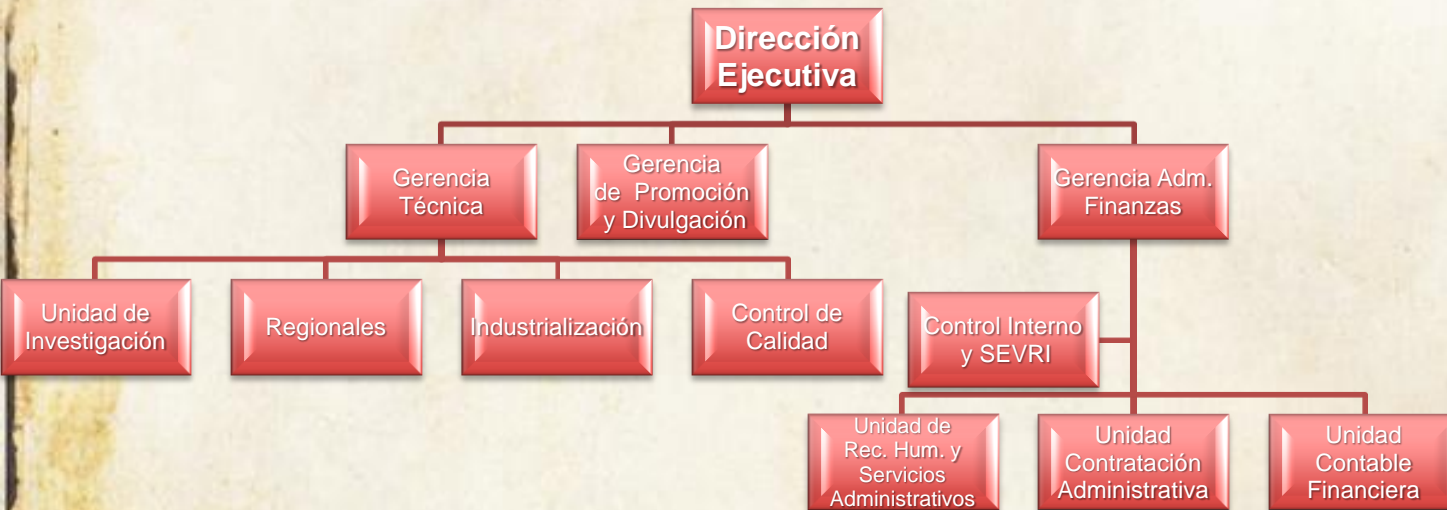 Dirección
Ejecutiva
Gerencia
Técnica
Gerencia
de Promoción
y Divulgación
Gerencia Adm.
Finanzas
Unidad de
Investigación
Regionales
Industrialización
Control de
Calidad
Control Interno
y SEVRI
Unidad de
Rec. Hum. y
Servicios
Administrativos
Unidad
Contratación
Administrativa
Unidad
Contable
Financiera